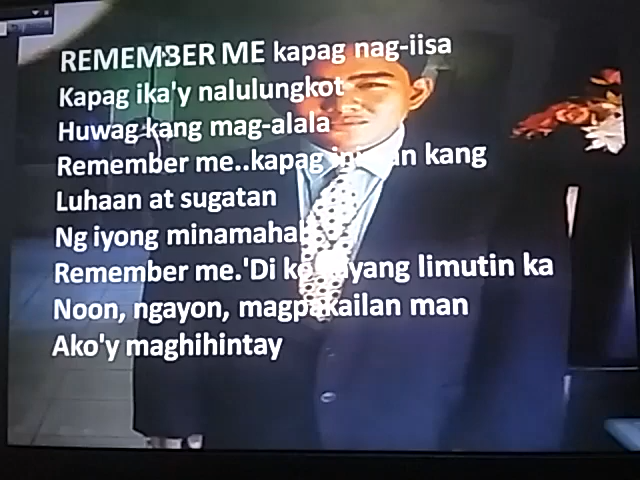 REMEMBER ME kapag nag-iisa
Kapag ika'y nalulungkot
Huwag kang mag-alala
Remember me..kapag kang
Luhaan at sugatan
Ng iyong minamahal
Remember me.'Di ko limutin ka
Noon, ngayon, magpakailan man
Ako'y maghihintay